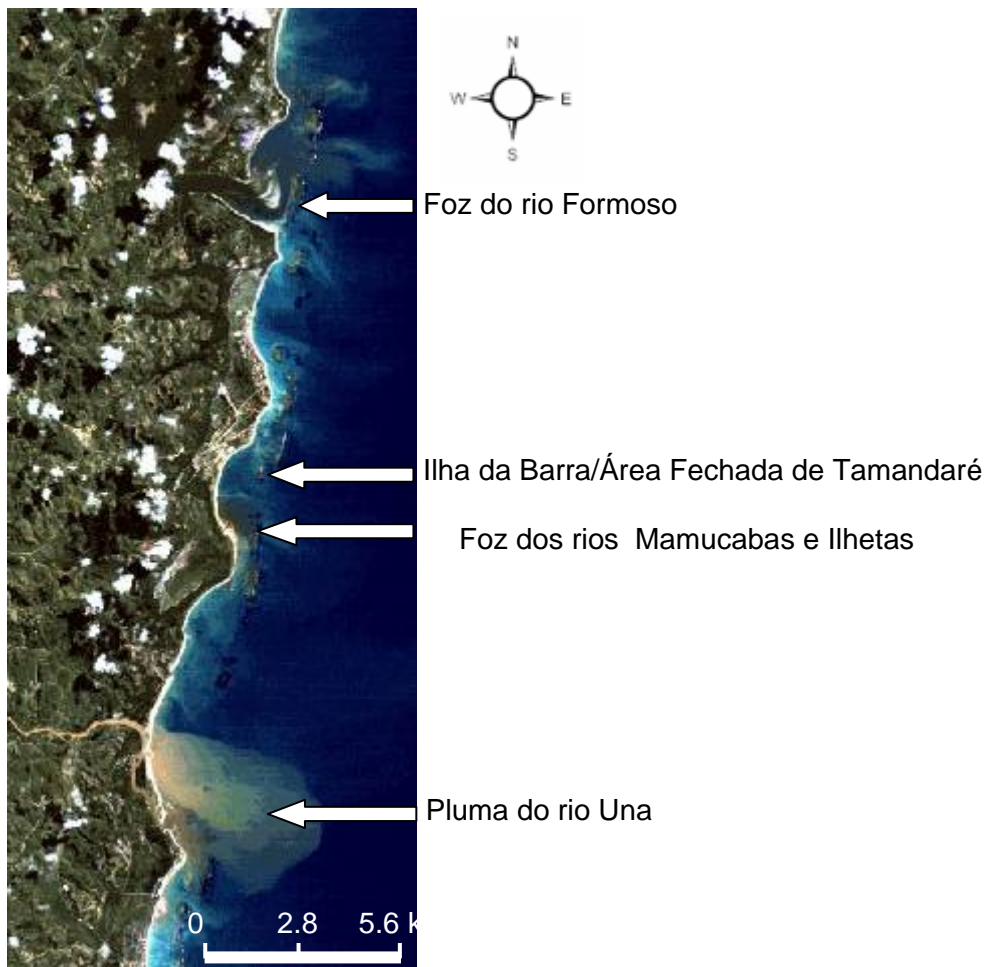 N
W E
S
Foz do rio Formoso
Ilha da Barra/Área Fechada de Tamandaré
Foz dos rios Mamucabas e Ilhetas
Pluma do rio Una
0 2.8 5.6 k